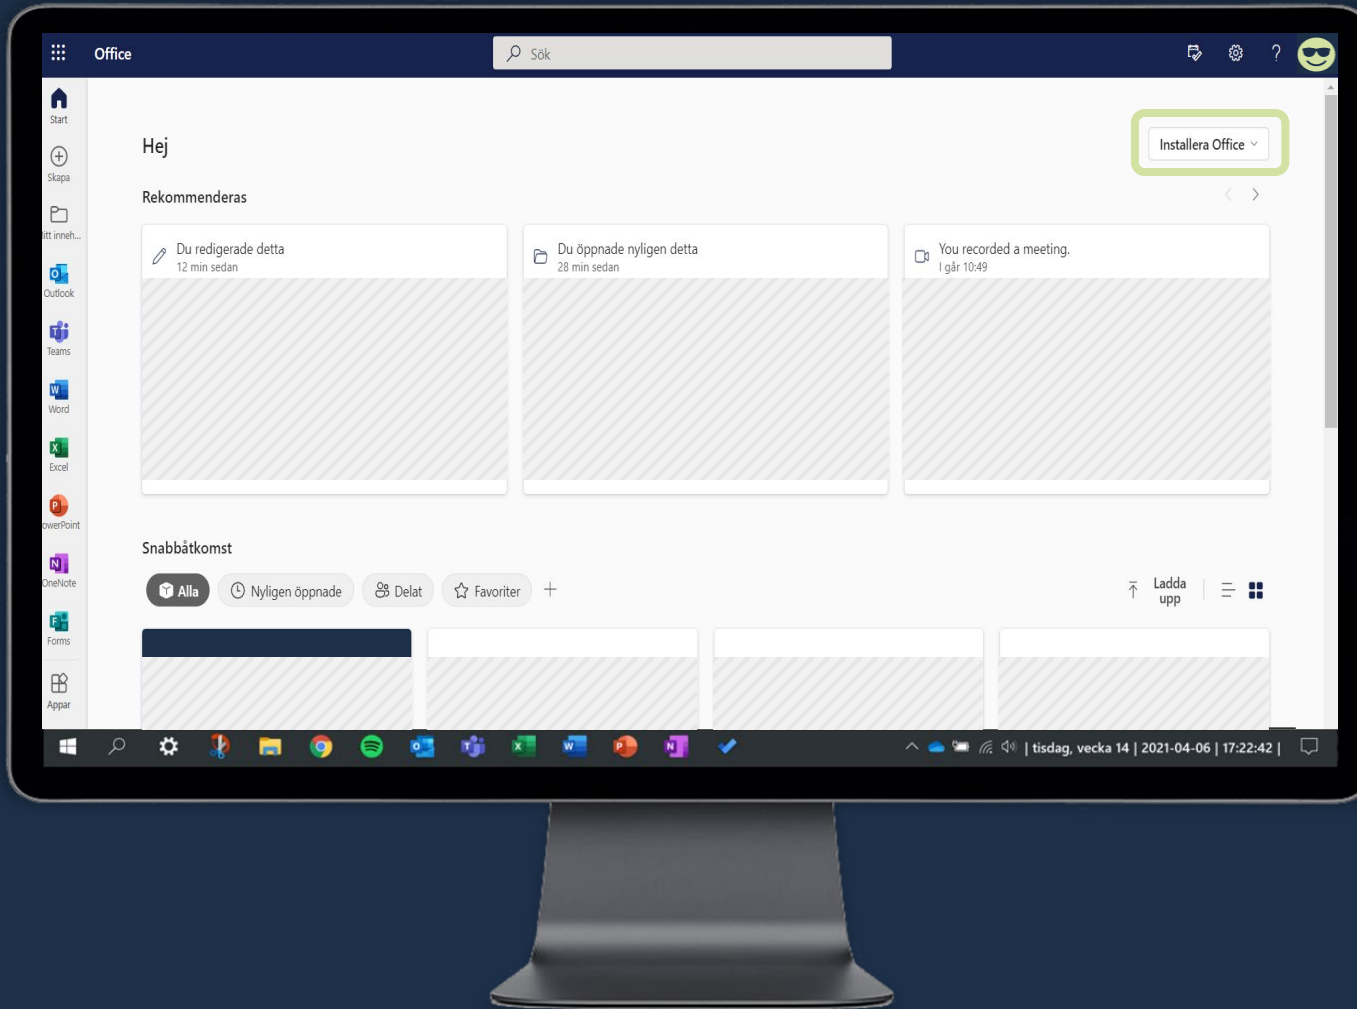 Office
Sök
?
Start
Skapa
itt inneh...
Outlook
Teams
Word
Excel
owerPoint
OneNote
Forms
Appar
Hej
Installera Office
Rekommenderas
Du redigerade detta
12 min sedan
Du öppnade nyligen detta
28 min sedan
You recorded a meeting.
I går 10:49
Snabbåtkomst
Alla
Nyligen öppnade
Delat
Favoriter
Ladda
upp
| tisdag, vecka 14 | 2021-04-06 | 17:22:42 |